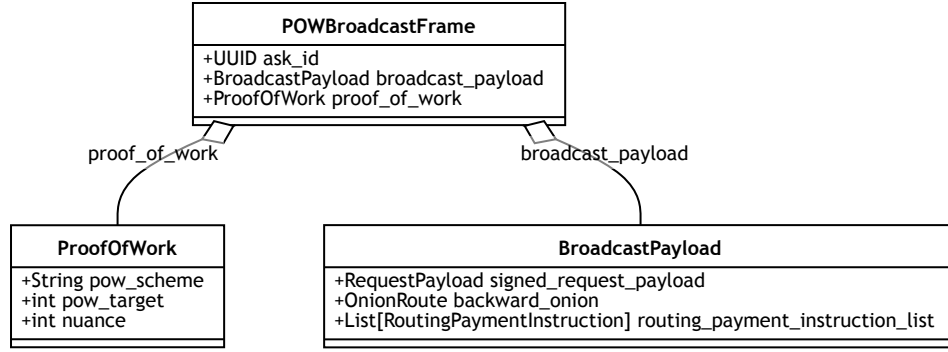 POWBroadcastFrame
+UUID ask_id
+BroadcastPayload broadcast_payload
+ProofOfWork proof_of_work
proof_of_work
broadcast_payload
ProofOfWork
+String pow_scheme
+int pow_target
+int nuance
BroadcastPayload
+RequestPayload signed_request_payload
+OnionRoute backward_onion
+List[RoutingPaymentInstruction] routing_payment_instruction_list